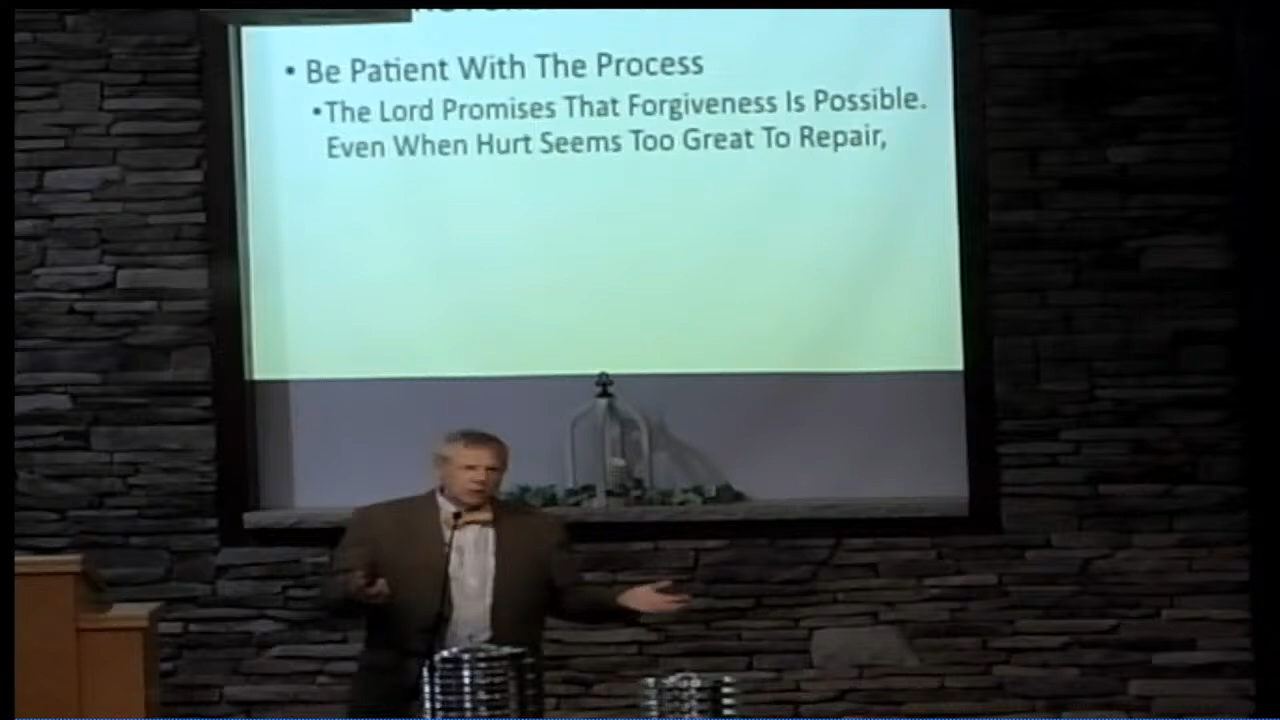 • Be Patient With The Process
•The Lord Promises That Forgiveness Is Possible.
Even When Hurt Seems Too Great To Repair,